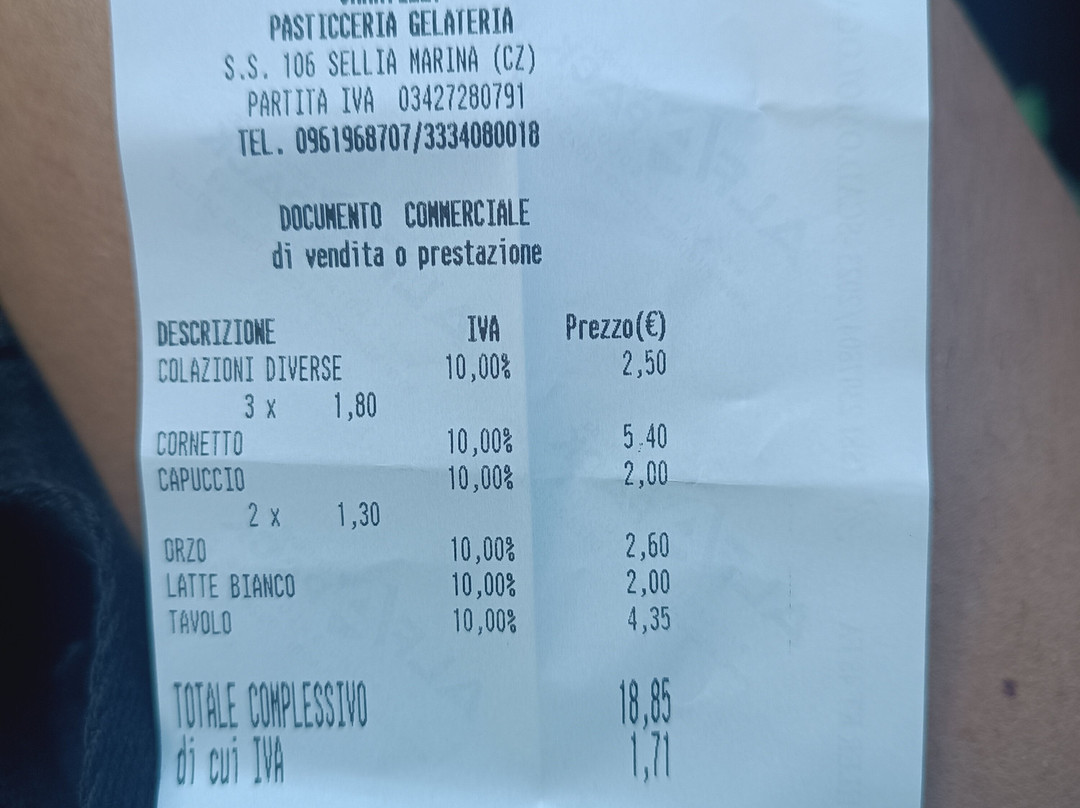 PASTICCERIA GELATERIA
S.S. 106 SELLIA MARINA (CZ)
PARTITA IVA 03427280791
TEL. 0961968707/3334080018
DOCUMENTO COMMERCIALE
di vendita o prestazione
DESCRIZIONE IVA Prezzo(€)
COLAZIONI DIVERSE 10,00% 2,50
3 x 1,80
CORNETTO 10,00% 5.40
CAPUCCIO 10,00% 2,00
2 x 1,30
ORZO 10,00% 2,60
LATTE BIANCO 10,00% 2,00
TAVOLO 10,00% 4,35
TOTALE COMPLESSIVO 18,85
di cui IVA 1,71